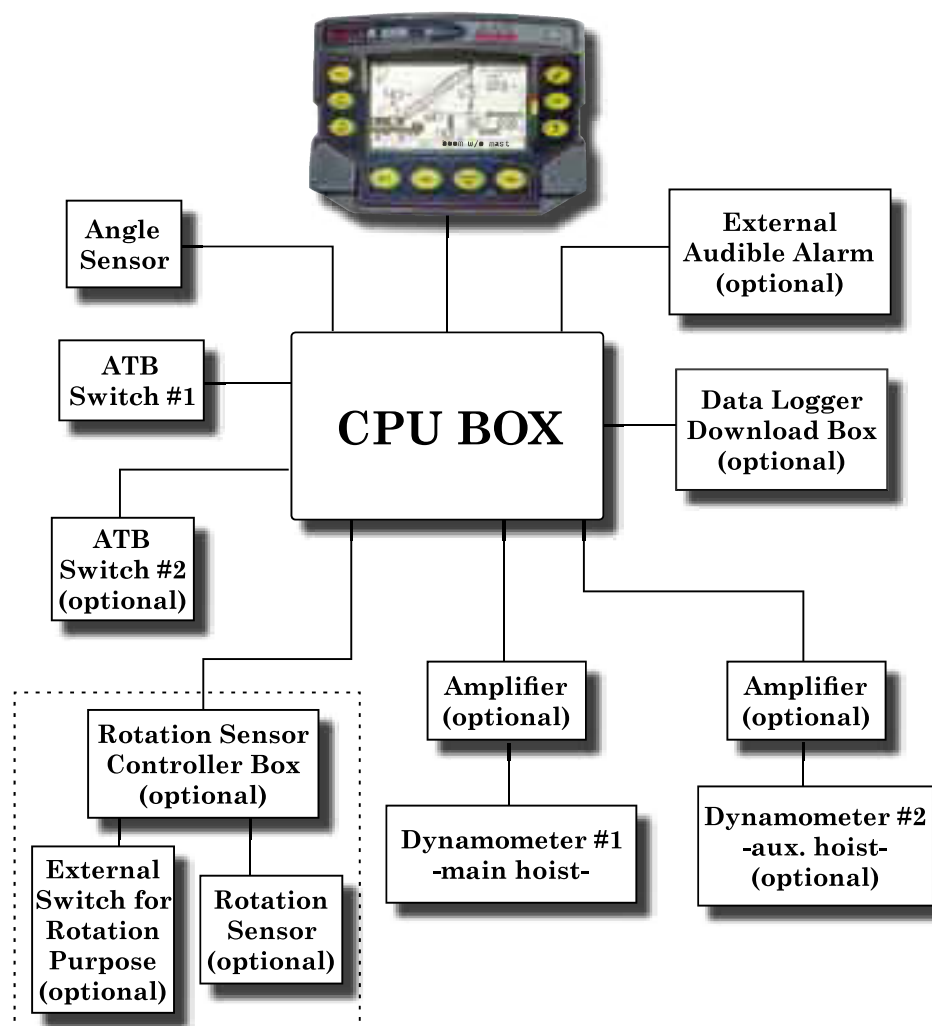 Boom w/o mast
Angle
Sensor
External
Audible Alarm
(optional)
ATB
Switch #1
CPU BOX
Data Logger
Download Box
(optional)
ATB
Switch #2
(optional)
Amplifier
(optional)
Amplifier
(optional)
Rotation Sensor
Controller Box
(optional)
Dynamometer #1
-main hoist-
Dynamometer #2
-aux. hoist-
(optional)
External
Switch for
Rotation
Purpose
(optional)
Rotation
Sensor
(optional)